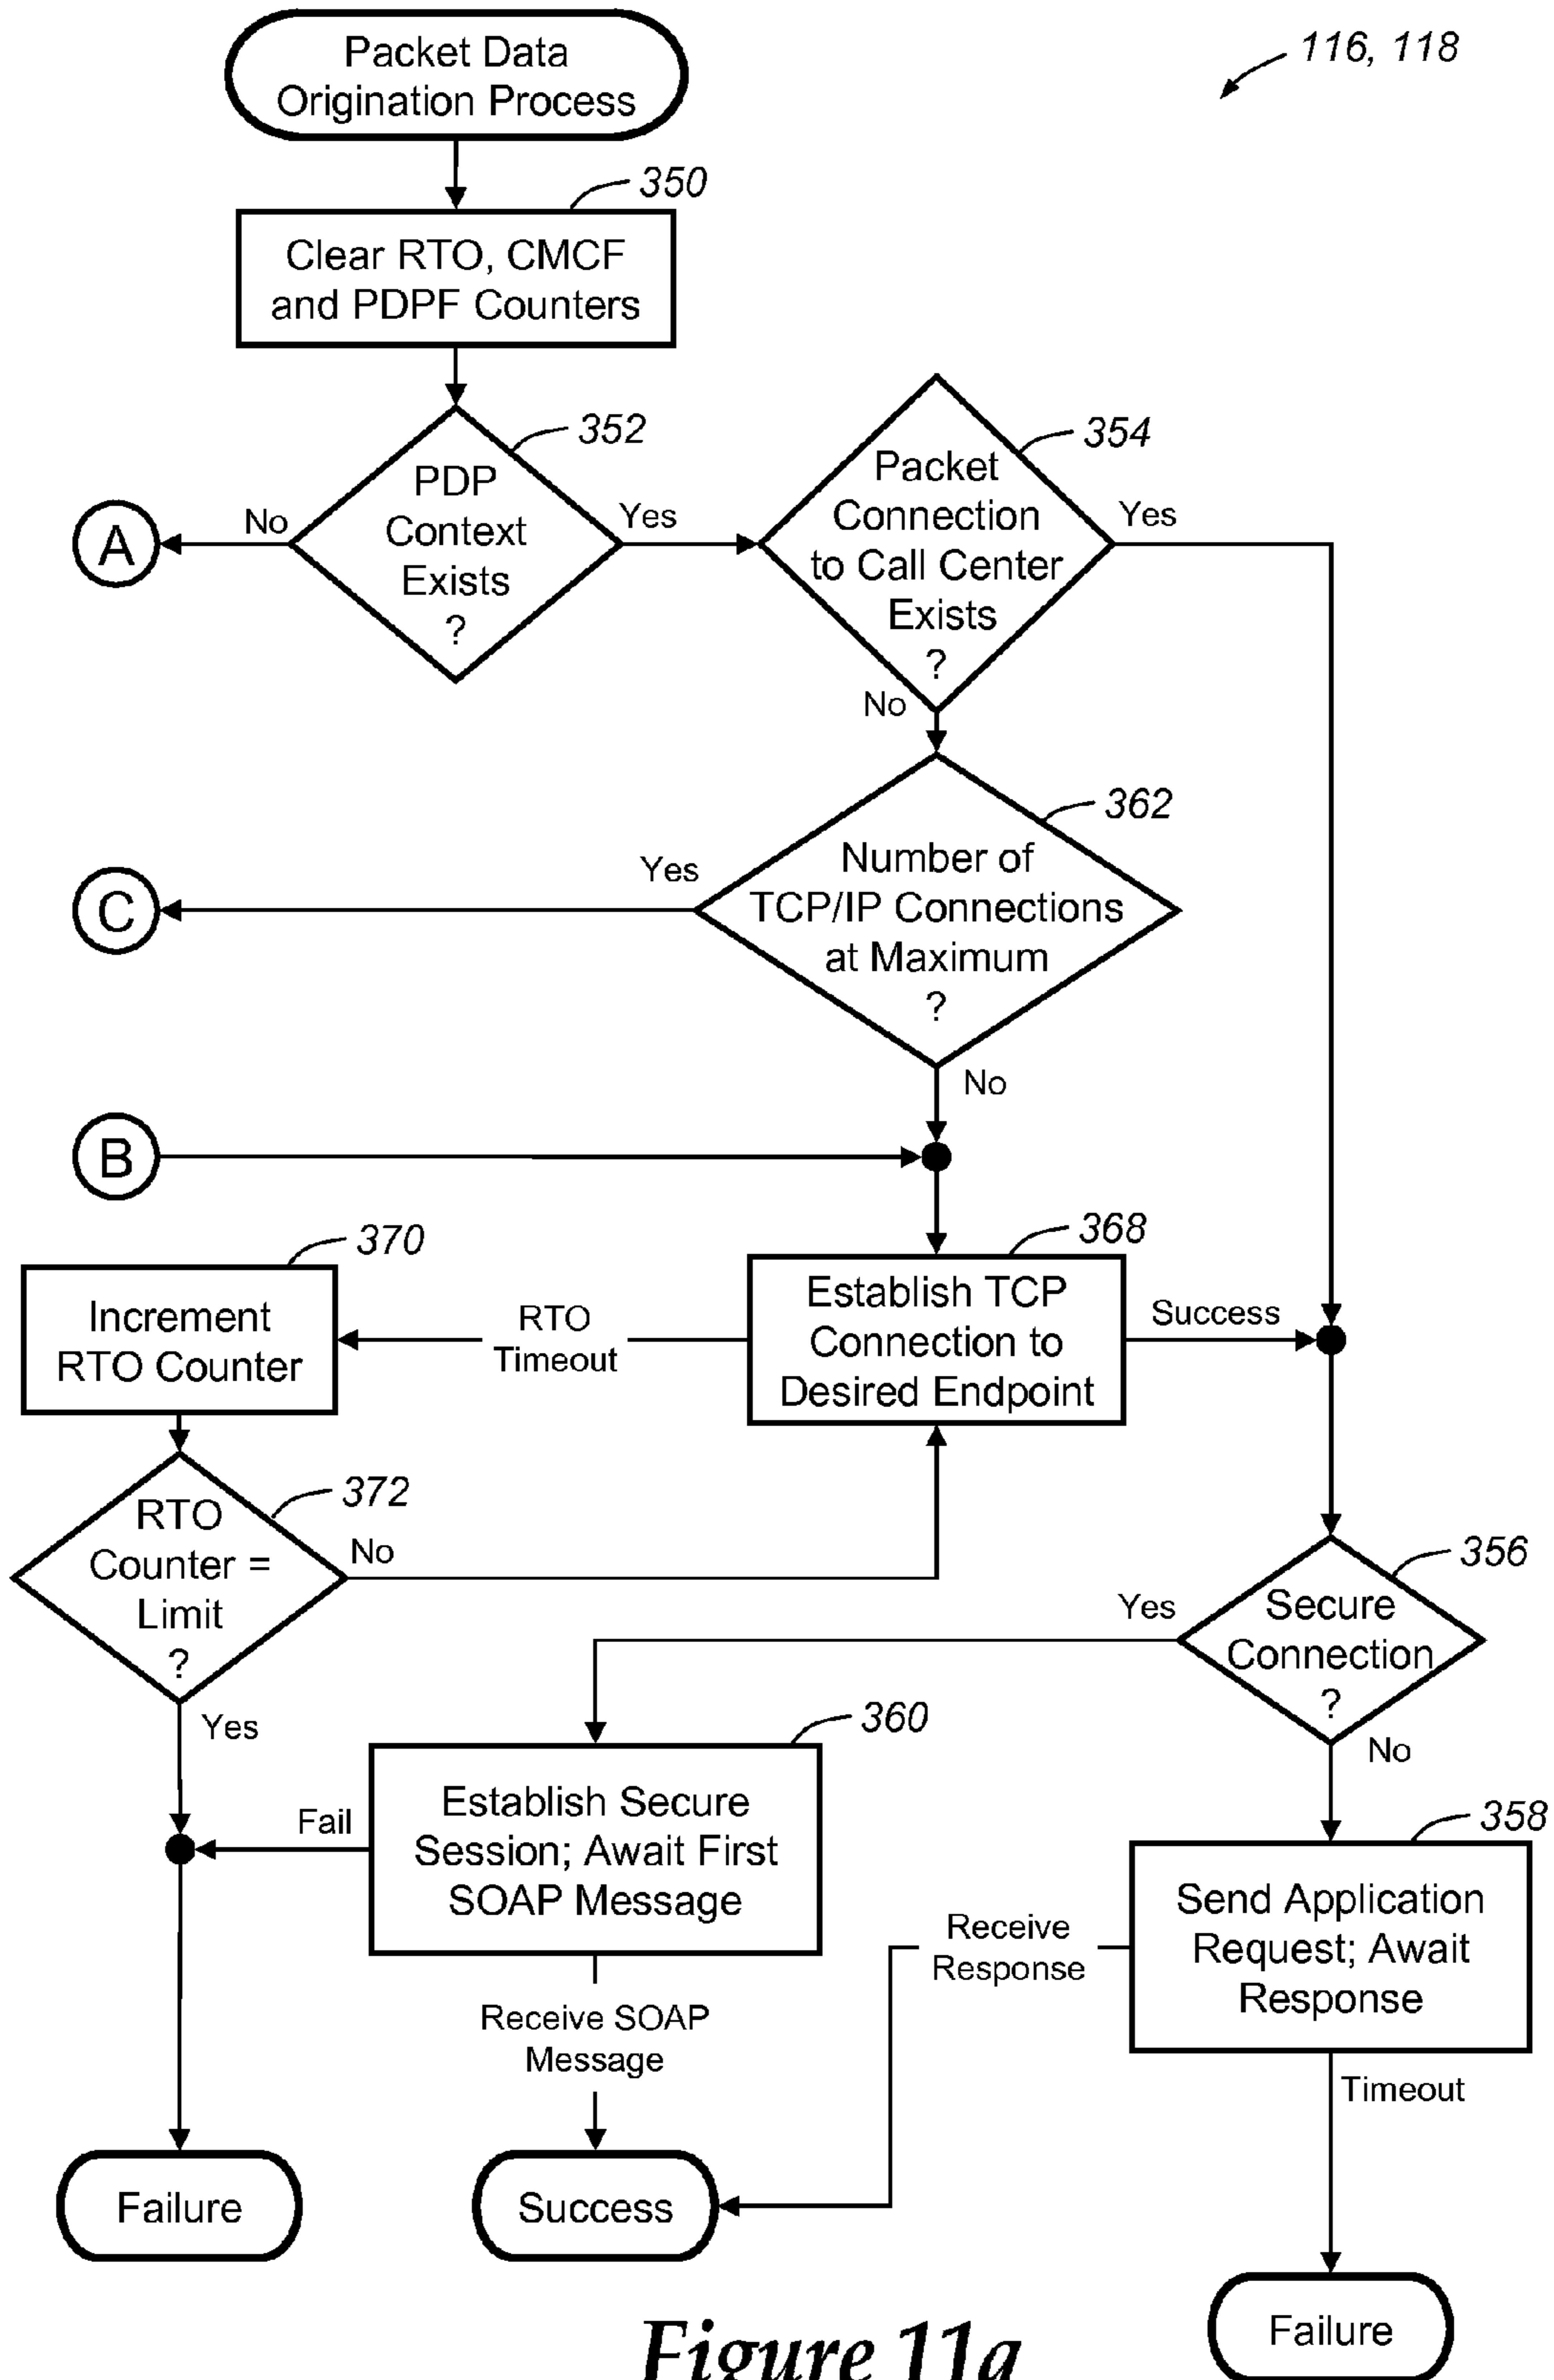 Packet Data
Origination Process
116, 118
350
Clear RTO, CMCF
and PDPF Counters
352
PDP
Context
Exists
?
No
Yes
A
354
Packet
Connection
to Call Center
Exists
?
Yes
No
362
Number of
TCP/IP Connections
at Maximum
?
Yes
C
No
B
368
Establish TCP
Connection to
Desired Endpoint
Success
RTO
Timeout
370
Increment
RTO Counter
372
RTO
Counter =
Limit
?
No
Yes
356
Secure
Connection
?
Yes
No
360
Establish Secure
Session; Await First
SOAP Message
Fail
Receive SOAP
Message
358
Send Application
Request; Await
Response
Receive
Response
Timeout
Failure
Success
Failure
Figure 11a